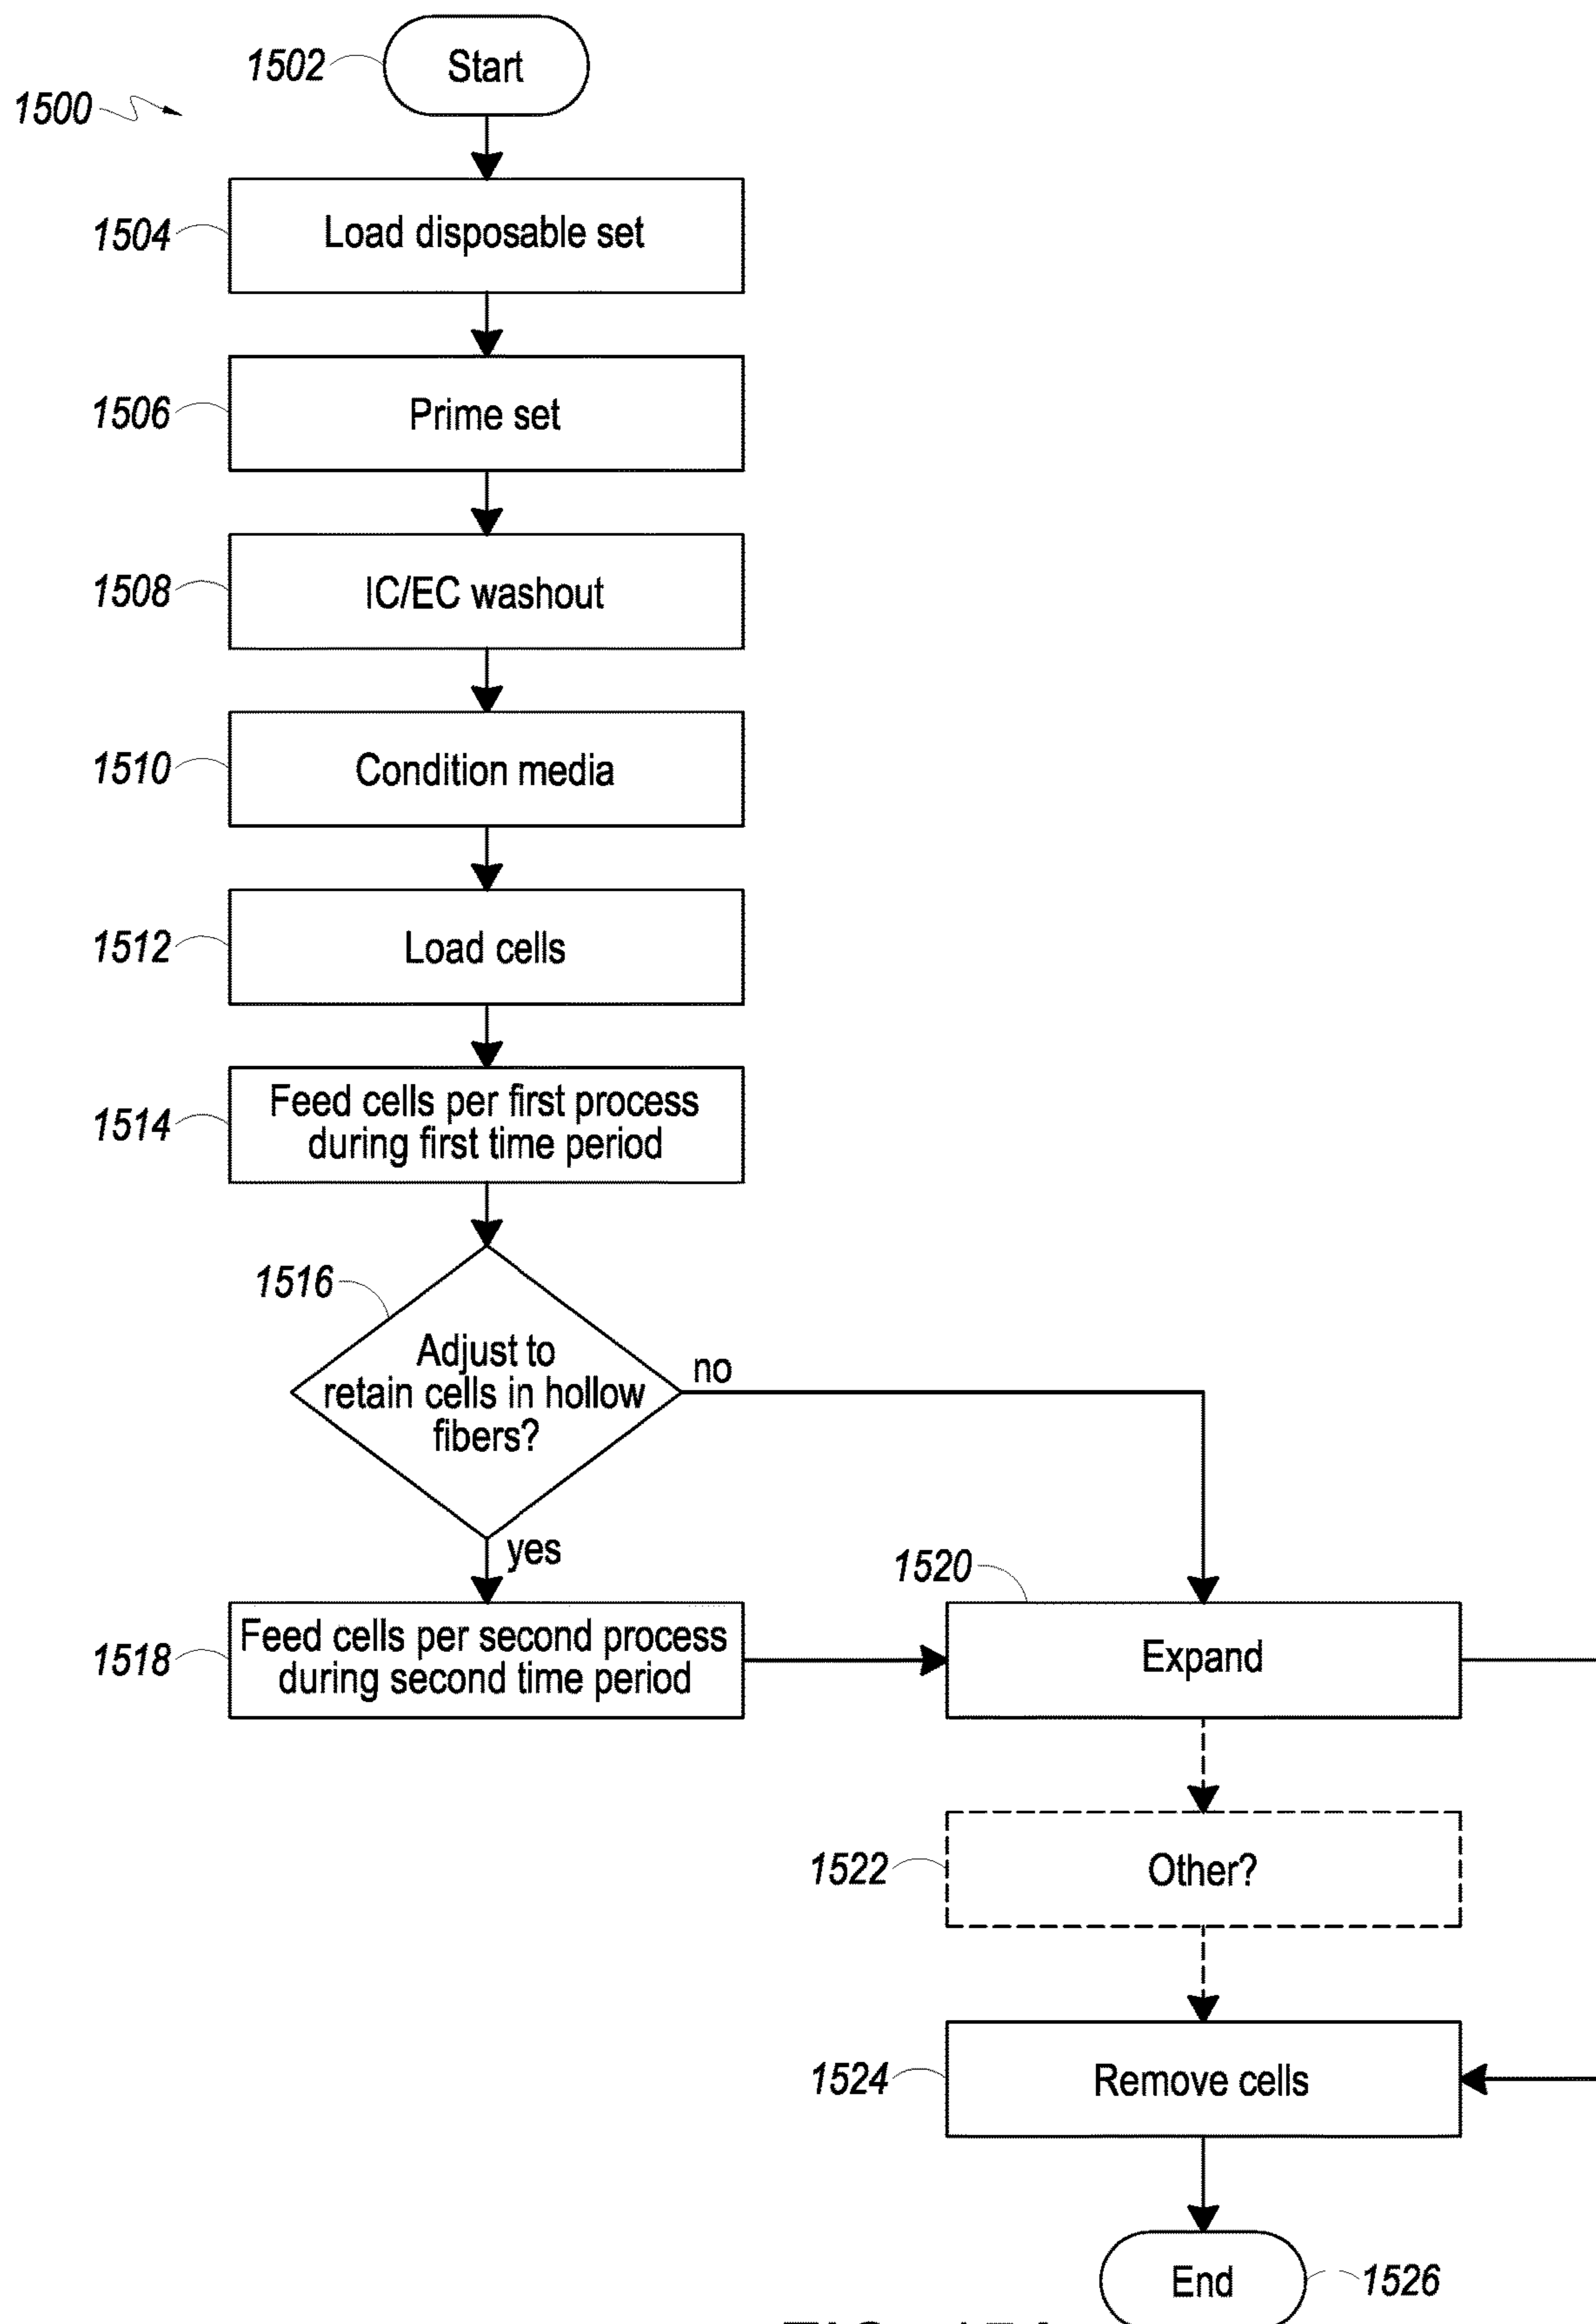 1500
1502
Start
1504
Load disposable set
1506
Prime set
1508
IC/EC washout
1510
Condition media
1512
Load cells
1514
Feed cells per first process
during first time period
1516
Adjust to
retain cells in hollow
fibers?
no
yes
1518
Feed cells per second process
during second time period
1520
Expand
1522
Other?
1524
Remove cells
End
1526